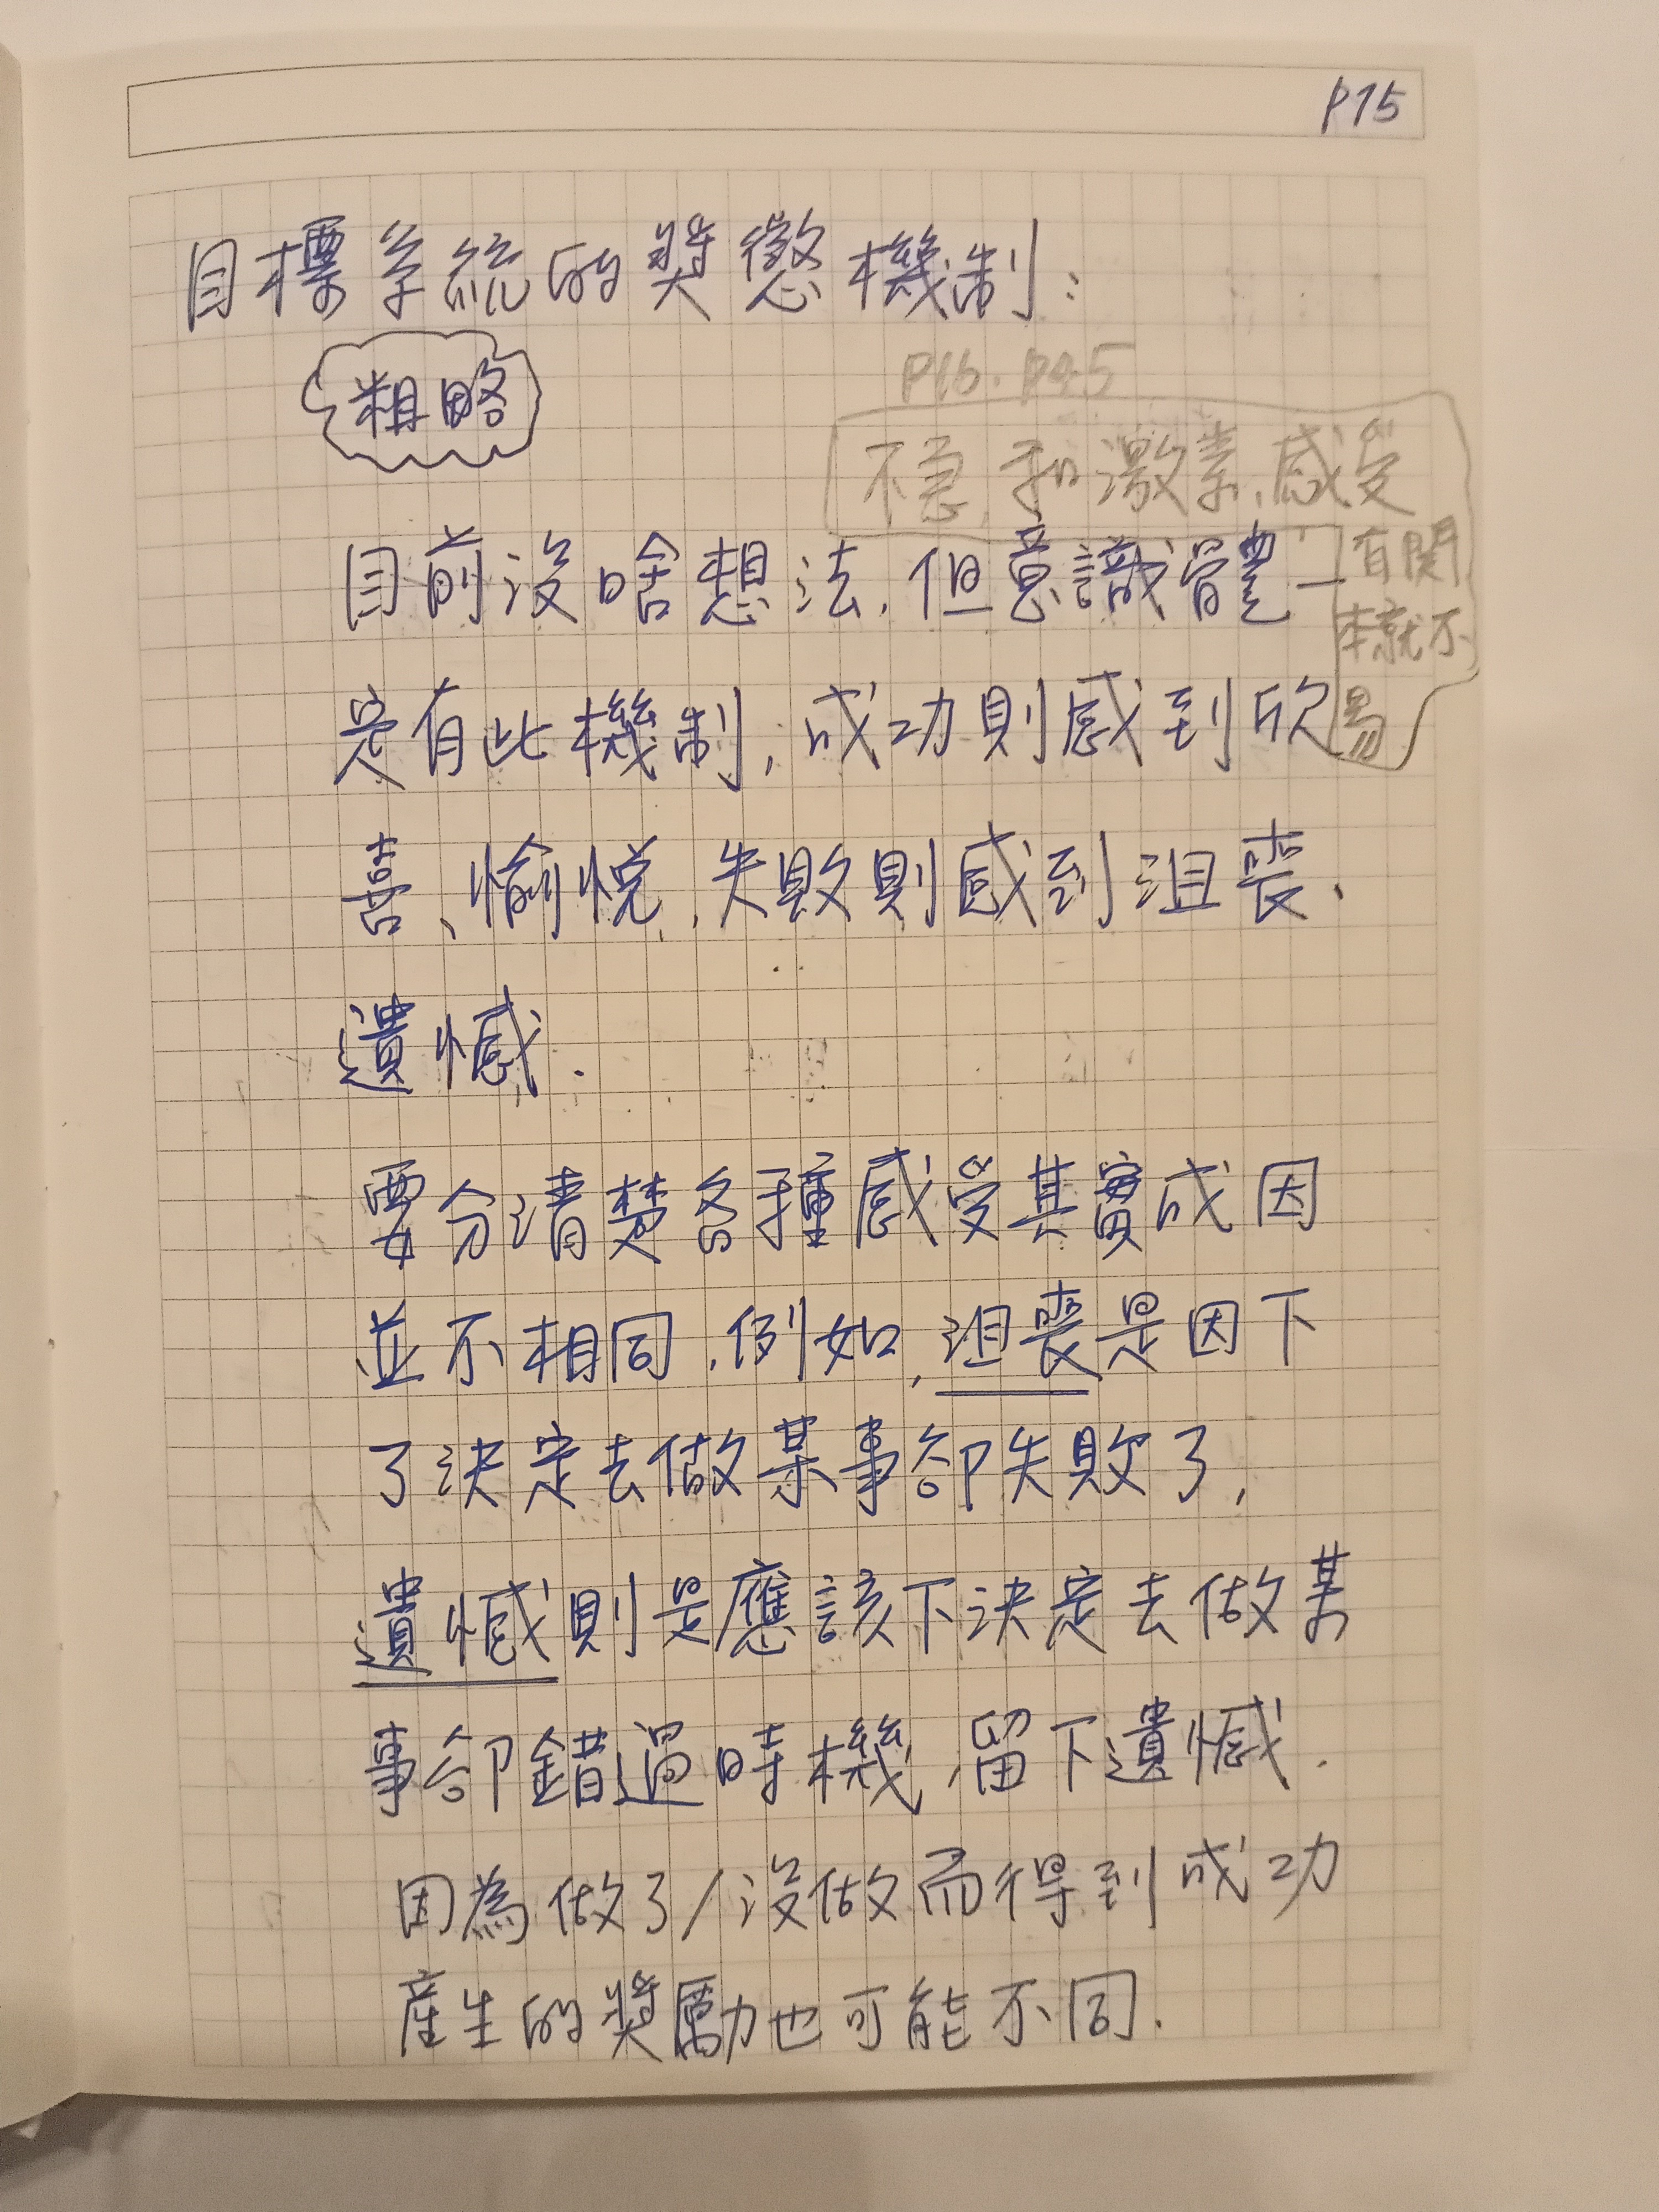 P15
目標系統的獎懲機制：
粗略
P16. P45
不急,和激素,感受
有關
本就不
易
目前沒啥想法,但意識體一
定有此機制,成功則感到欣
喜、愉悅,失敗則感到沮喪、
遺憾.
要分清楚各種感受其實成因
並不相同,例如,沮喪是因下
了決定去做某事卻失敗了,
遺憾則是應該下決定去做某
事卻錯過時機,留下遺憾.
因為做了/沒做而得到成功
產生的獎勵也可能不同.